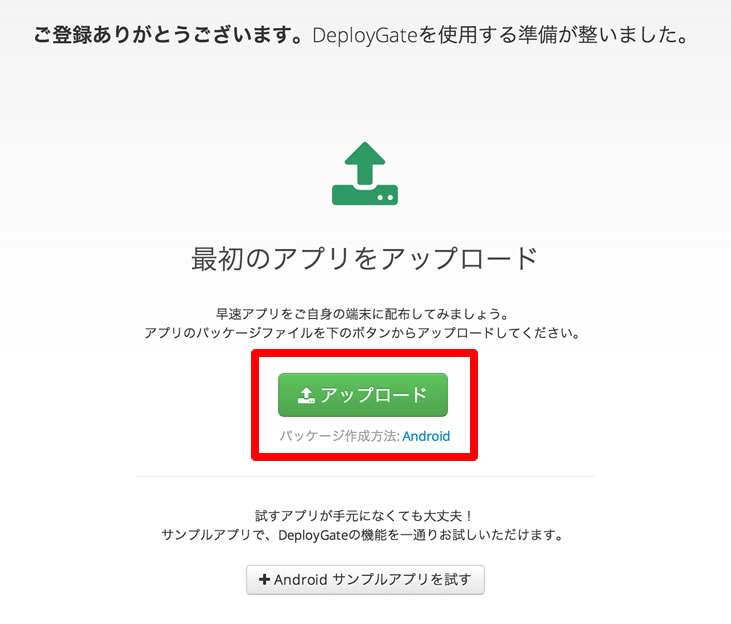 ご登録ありがとうございます。DeployGateを使用する準備が整いました。
最初のアプリをアップロード
早速アプリをご自身の端末に配布してみましょう。
アプリのパッケージファイルを下のボタンからアップロードしてください。
アップロード
パッケージ作成方法: Android
試すアプリが手元になくても大丈夫！
サンプルアプリで、DeployGateの機能を一通りお試しいただけます。
+ Android サンプルアプリを試す